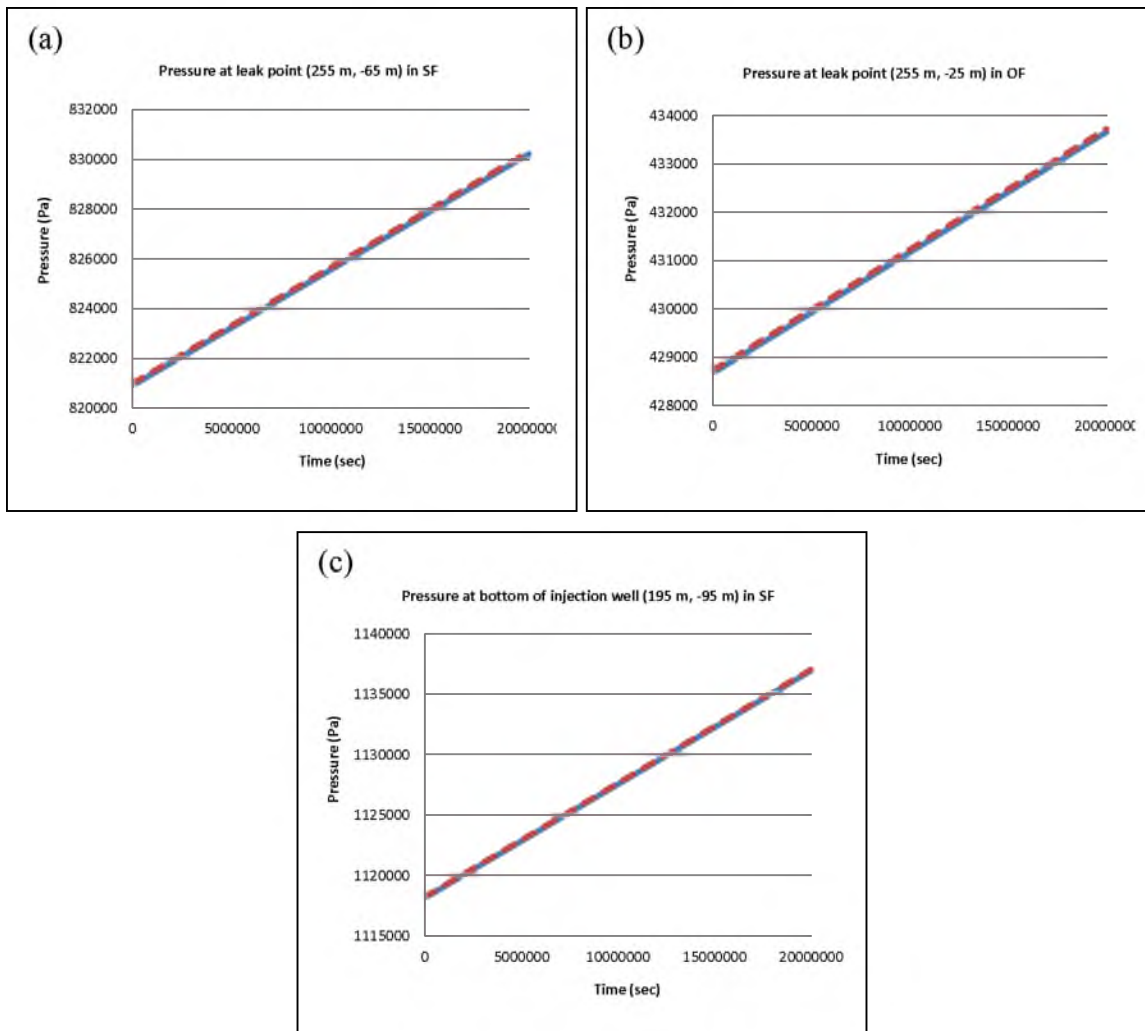 (a)
Pressure at leak point (255 m, -65 m) in SF
832000
830000
828000
826000
824000
822000
820000
Pressure (Pa)
0 5000000 10000000 15000000 20000000
Time (sec)
(b)
Pressure at leak point (255 m, -25 m) in OF
434000
433000
432000
431000
430000
429000
428000
Pressure (Pa)
0 5000000 10000000 15000000 20000000
Time (sec)
(c)
Pressure at bottom of injection well (195 m, -95 m) in SF
1140000
1135000
1130000
1125000
1120000
1115000
Pressure (Pa)
0 5000000 10000000 15000000 20000000
Time (sec)